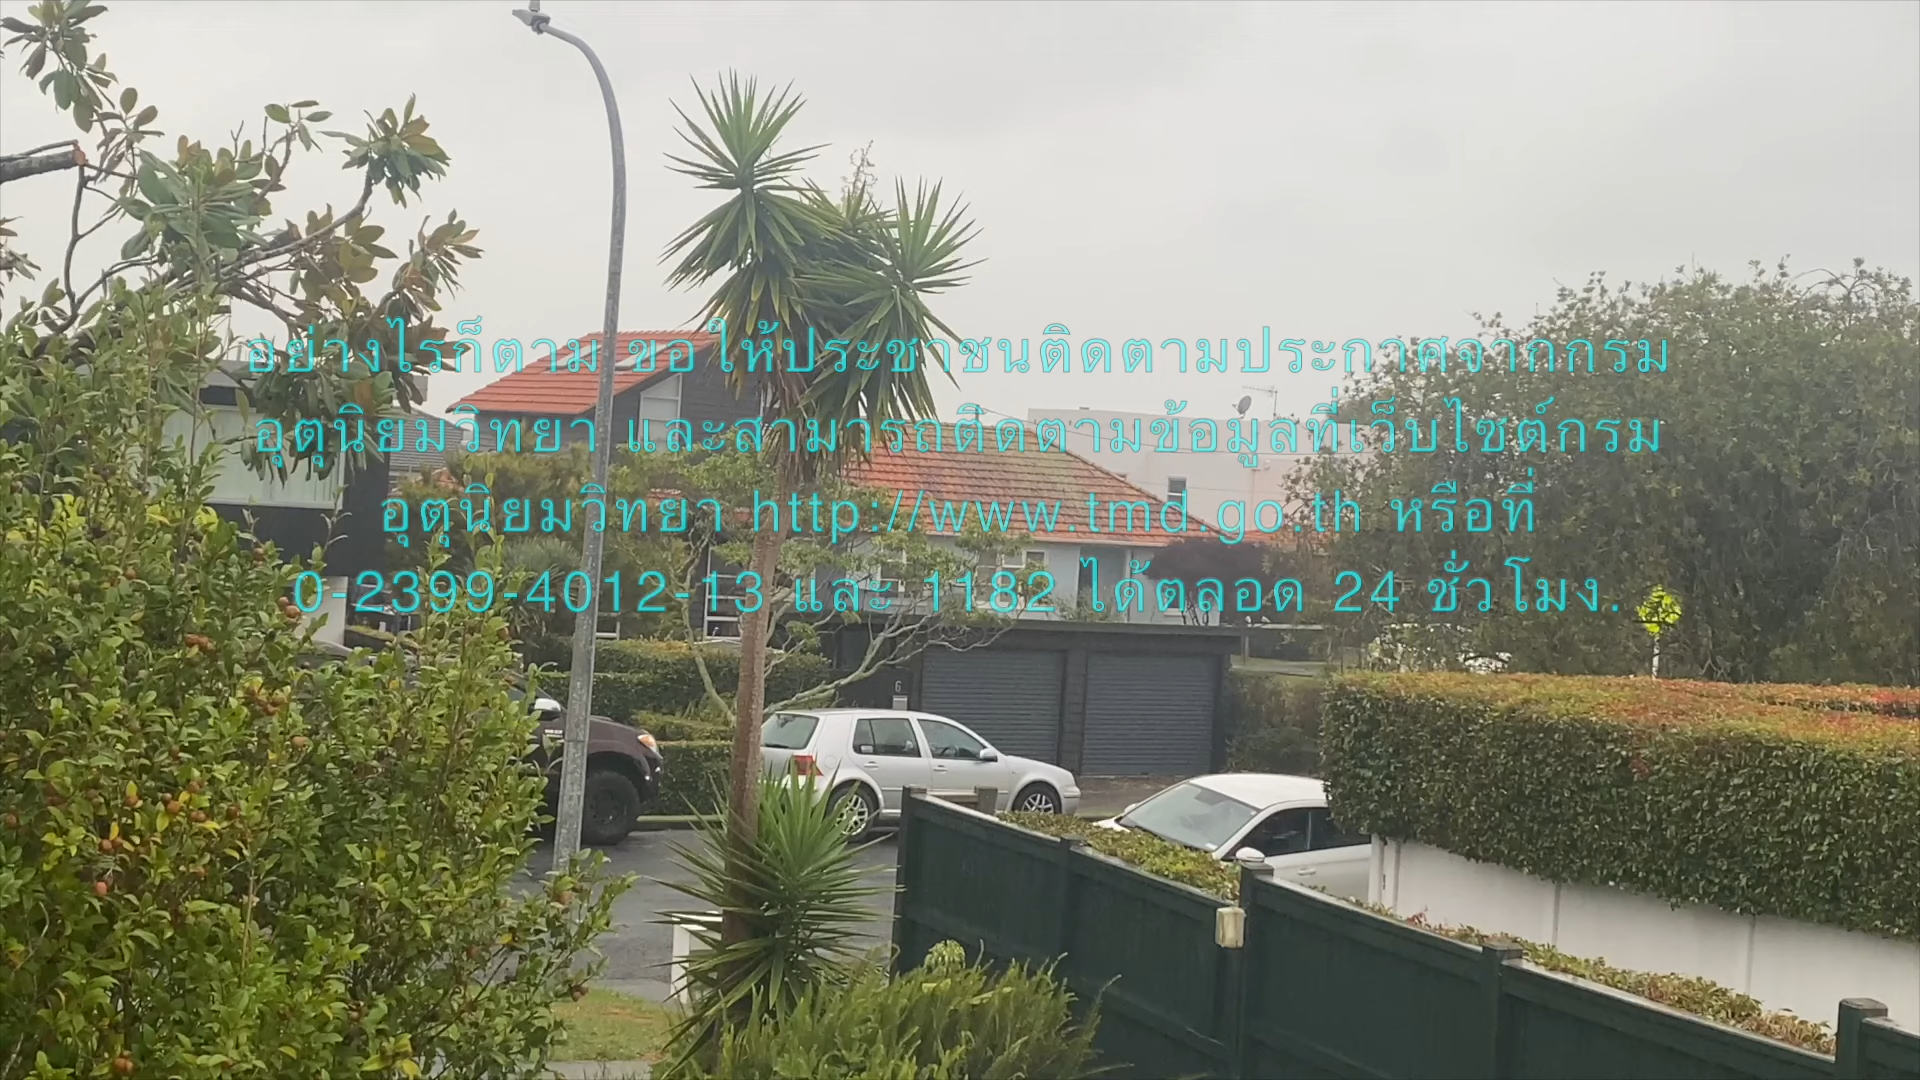 อย่างไรก็ตาม ขอให้ประชาชนติดตามประกาศจากกรม
อุตุนิยมวิทยา และสามารถติดตามข้อมูลที่เว็บไซต์กรม
อุตุนิยมวิทยา http://www.tmd.go.th หรือที่
0-2399-4012-13 และ 1182 ได้ตลอด 24 ชั่วโมง.
6